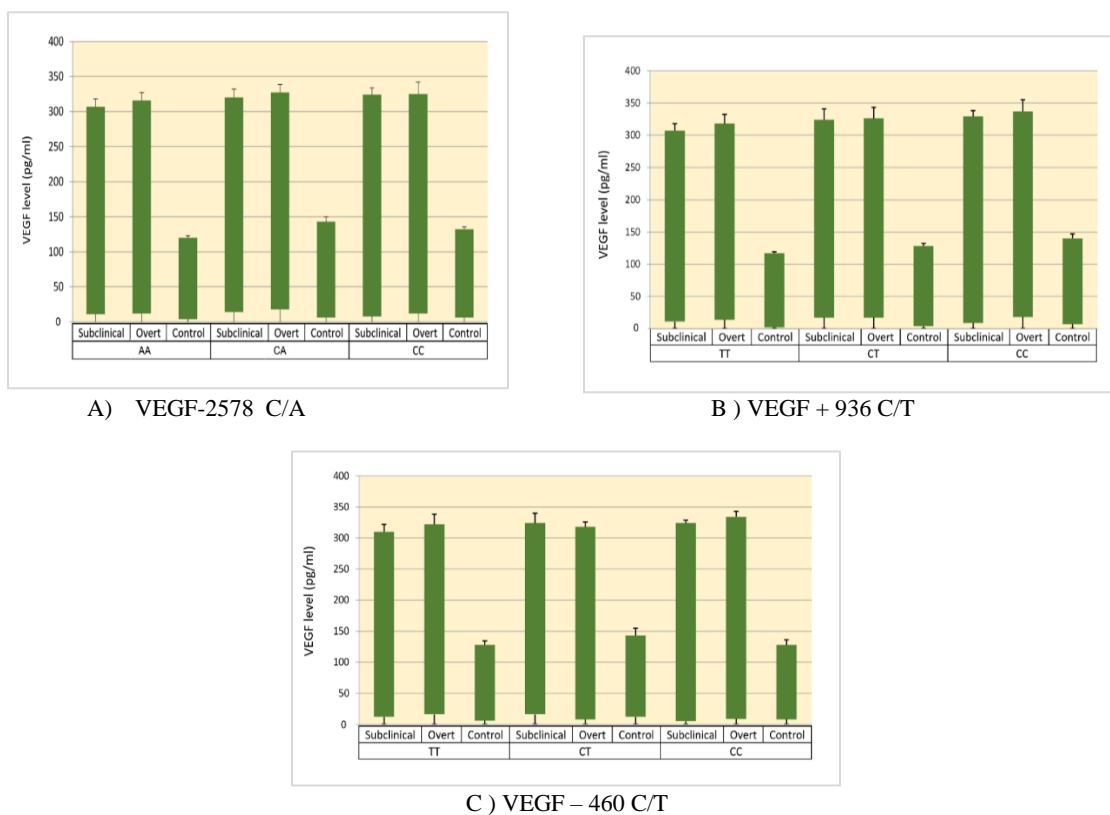 400
350
300
250
200
150
100
50
0
VEGF level (pg/ml)
Subclinical Overt Control Subclinical Overt Control Subclinical Overt Control
AA CA CC
A) VEGF-2578 C/A
400
350
300
250
200
150
100
50
0
VEGF level (pg/ml)
Subclinical Overt Control Subclinical Overt Control Subclinical Overt Control
TT CT CC
B ) VEGF + 936 C/T
400
350
300
250
200
150
100
50
0
VEGF level (pg/ml)
Subclinical Overt Control Subclinical Overt Control Subclinical Overt Control
TT CT CC
C ) VEGF – 460 C/T